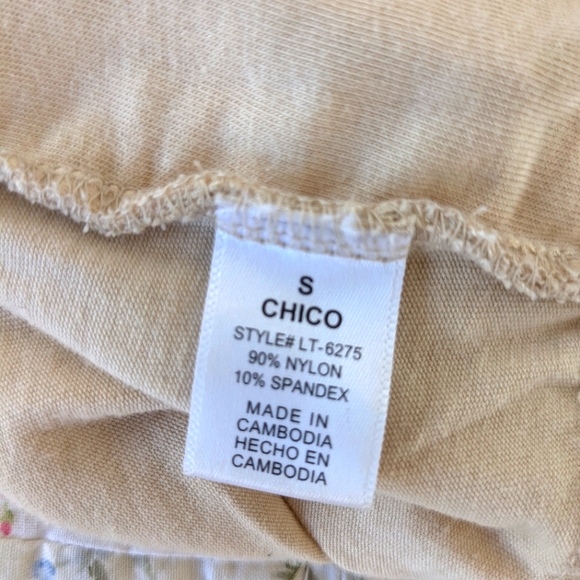 S
CHICO
STYLE# LT-6275
90% NYLON
10% SPANDEX
MADE IN
CAMBODIA
HECHO EN
CAMBODIA